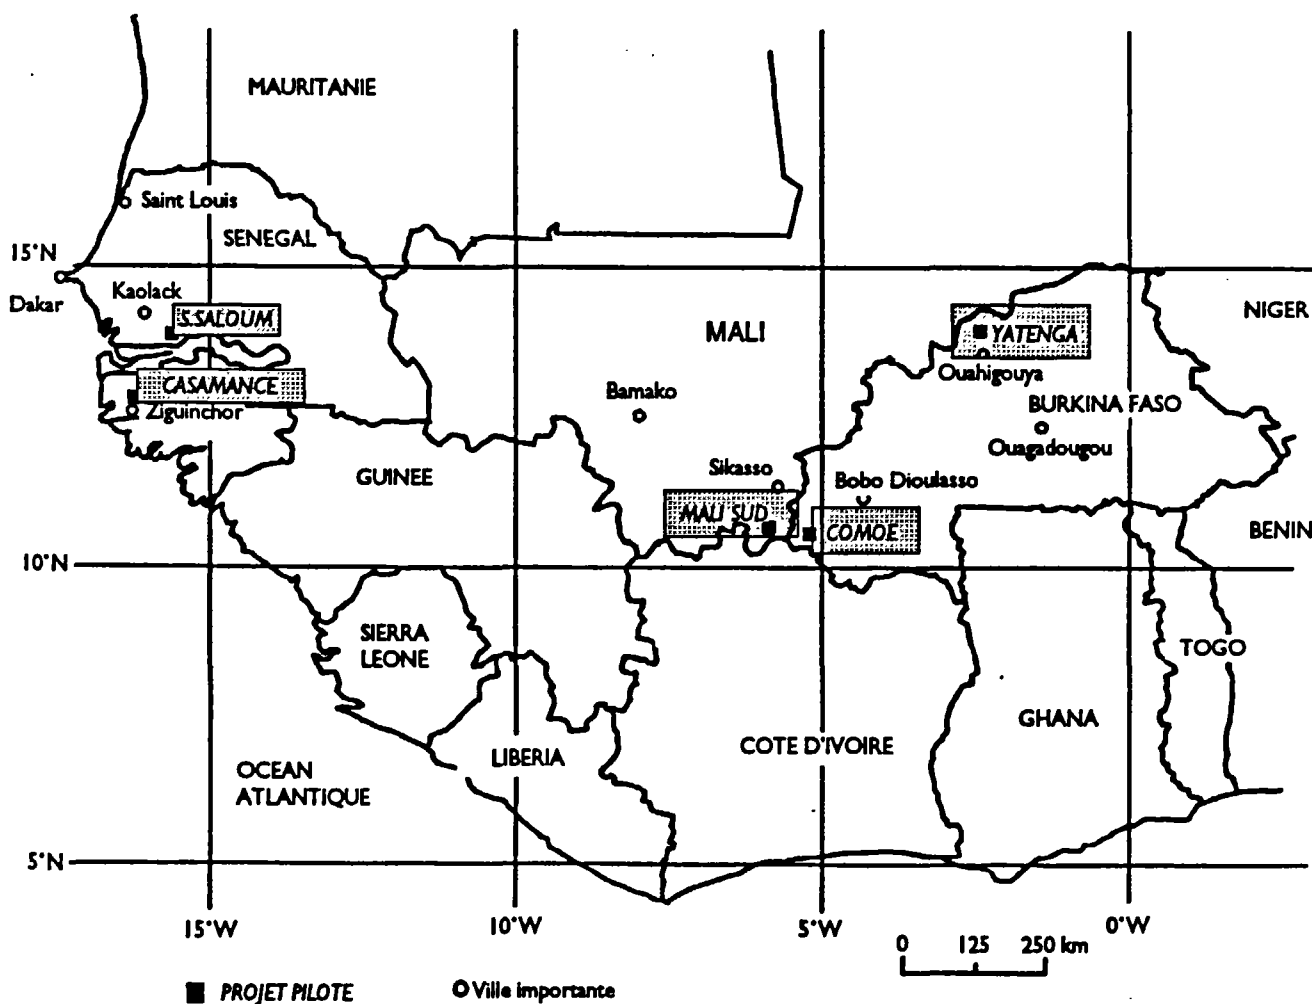 MAURITANIE
Saint Louis
SENEGAL
15°N
Dakar
Kaolack
S.SALOUM
CASAMANCE
Ziguinchor
MALI
NIGER
YATENGA
Ouahigouya
Bamako
BURKINA FASO
Ouagadougou
GUINEE
Sikasso
Bobo Dioulasso
MALI SUD
COMOE
BENIN
10°N
SIERRA
LEONE
TOGO
GHANA
LIBERIA
COTE D'IVOIRE
OCEAN
ATLANTIQUE
5°N
15°W
10°W
5°W
0°W
0 125 250 km
PROJET PILOTE
Ville importante